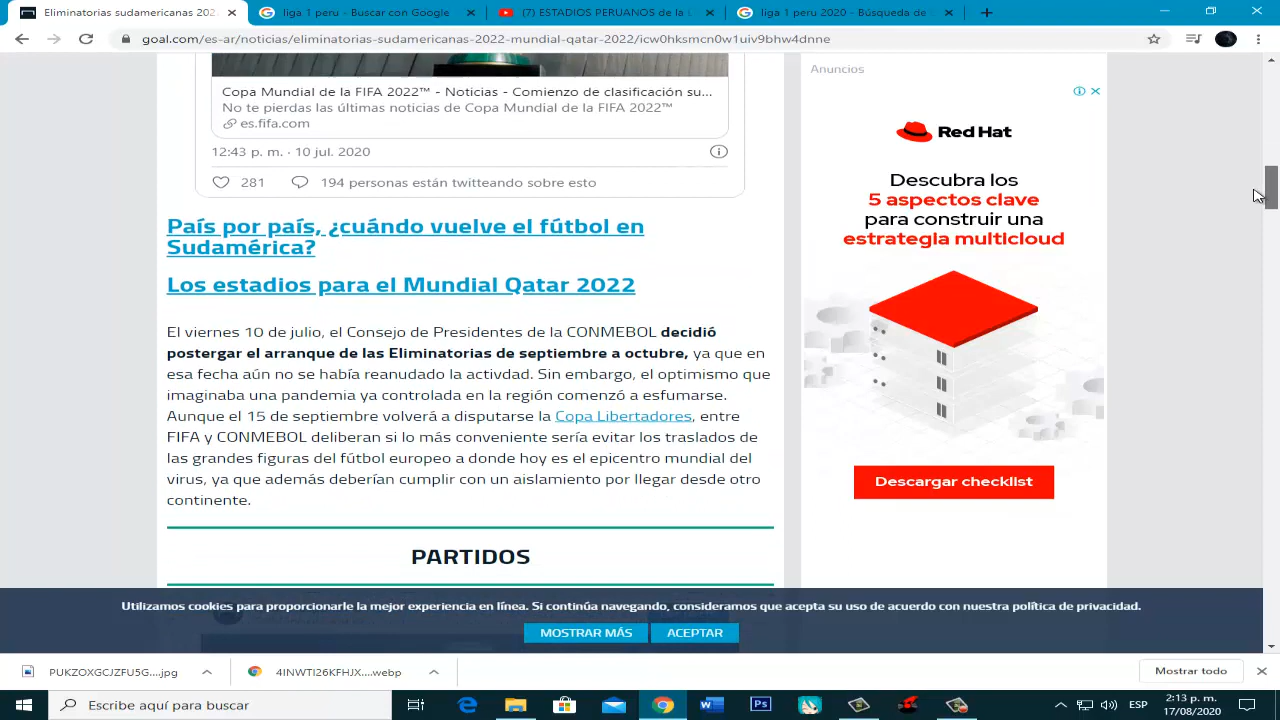 Eliminatorias sudamericanas 202
liga 1 peru - Buscar con Google
(7) ESTADIOS PERUANOS de la L
liga 1 peru 2020 - Búsqueda de
goal.com/es-ar/noticias/eliminatorias-sudamericanas-2022-mundial-qatar-2022/icw0hksmcn0w1uiv9bhw4dnne
Copa Mundial de la FIFA 2022™ - Noticias - Comienzo de clasificación su...
No te pierdas las últimas noticias de Copa Mundial de la FIFA 2022™
es.fifa.com
12:43 p. m. · 10 jul. 2020
281
194 personas están twitteando sobre esto
País por país, ¿cuándo vuelve el fútbol en
Sudamérica?
Los estadios para el Mundial Qatar 2022
El viernes 10 de julio, el Consejo de Presidentes de la CONMEBOL decidió
postergar el arranque de las Eliminatorias de septiembre a octubre, ya que en
esa fecha aún no se había reanudado la activdad. Sin embargo, el optimismo que
imaginaba una pandemia ya controlada en la región comenzó a esfumarse.
Aunque el 15 de septiembre volverá a disputarse la Copa Libertadores, entre
FIFA y CONMEBOL deliberan si lo más conveniente sería evitar los traslados de
las grandes figuras del fútbol europeo a donde hoy es el epicentro mundial del
virus, ya que además deberían cumplir con un aislamiento por llegar desde otro
continente.
PARTIDOS
Anuncios
Red Hat
Descubra los
5 aspectos clave
para construir una
estrategia multicloud
Descargar checklist
Utilizamos cookies para proporcionarle la mejor experiencia en línea. Si continúa navegando, consideramos que acepta su uso de acuerdo con nuestra política de privacidad.
MOSTRAR MÁS
ACEPTAR
PUKZOXGCJZFU5G....jpg
4INWTI26KFHJX....webp
Mostrar todo
Escribe aquí para buscar
W
Ps
ESP
2:13 p. m.
17/08/2020